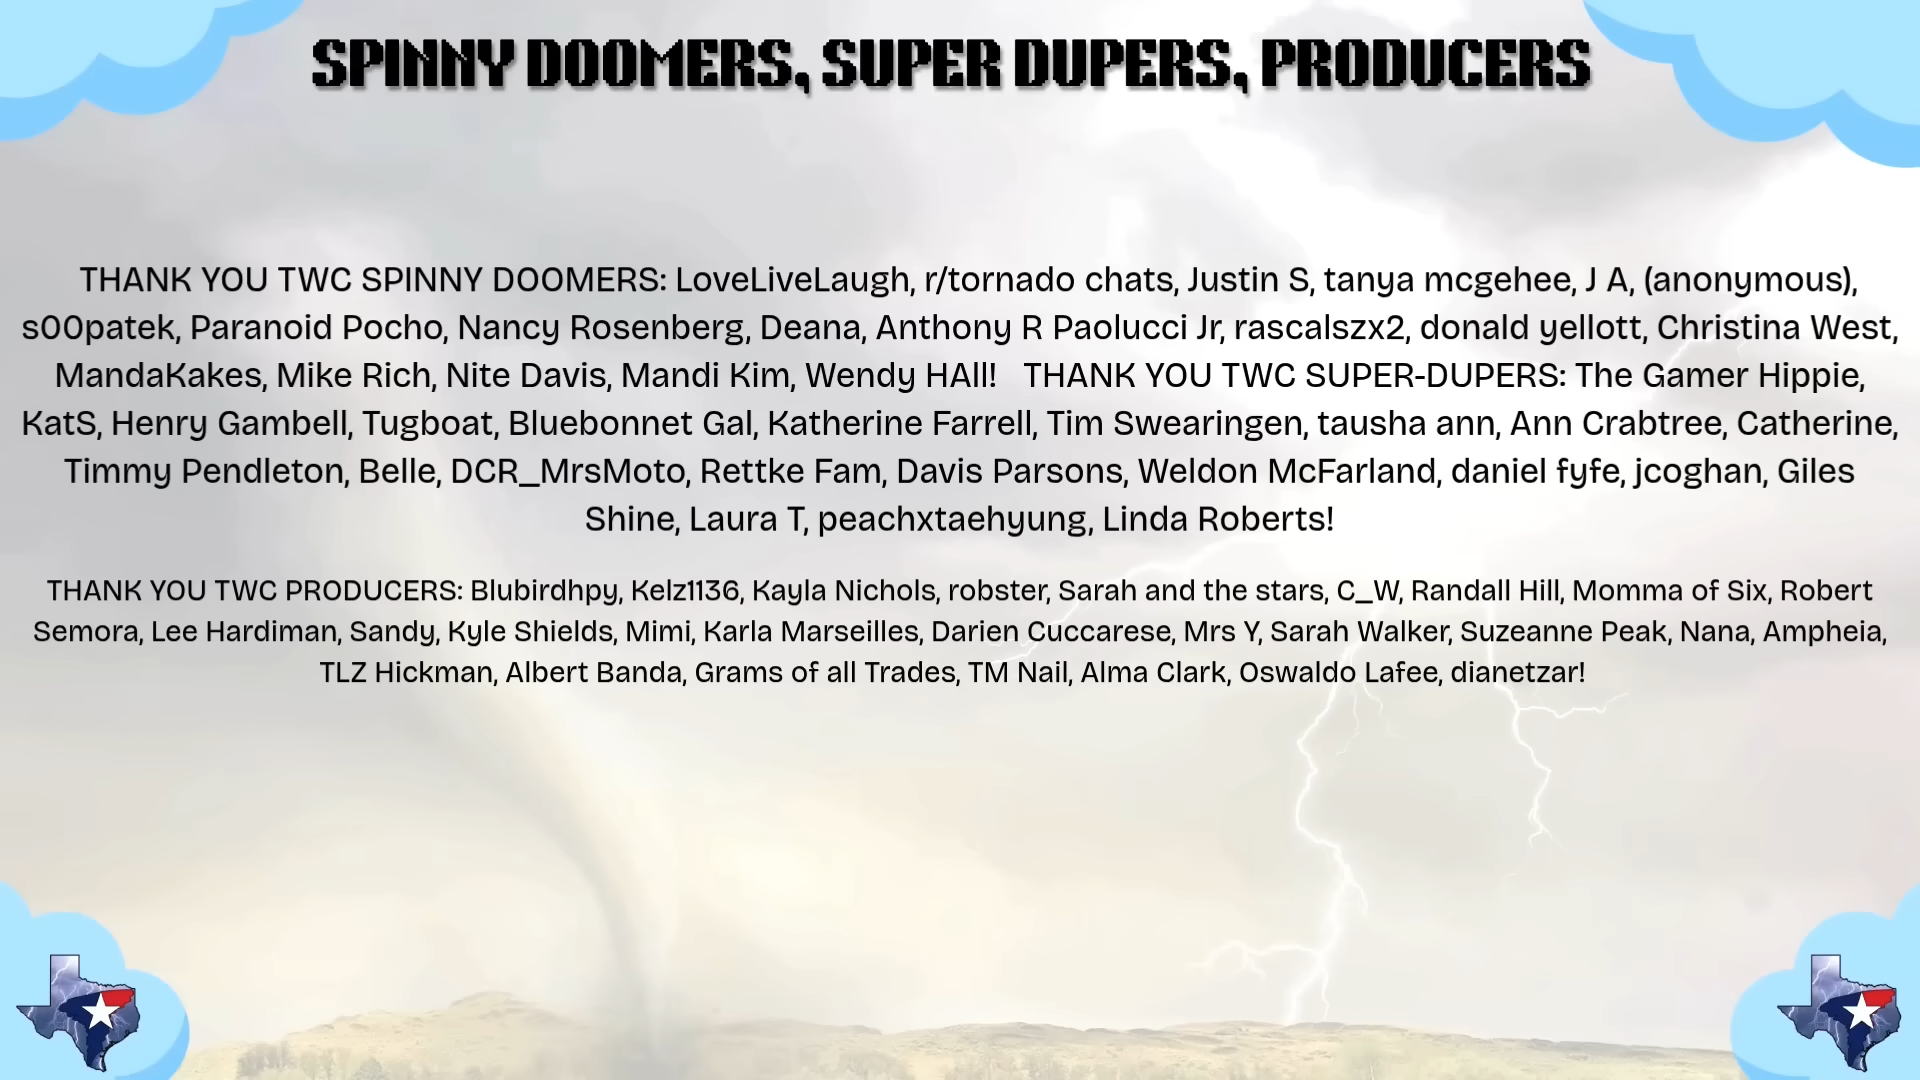 SPINNY DOOMERS, SUPER DUPERS, PRODUCERS
THANK YOU TWC SPINNY DOOMERS: LoveLiveLaugh, r/tornado chats, Justin S, tanya mcgehee, J A, (anonymous),
s00patek, Paranoid Pocho, Nancy Rosenberg, Deana, Anthony R Paolucci Jr, rascalszx2, donald yellott, Christina West,
MandaKakes, Mike Rich, Nite Davis, Mandi Kim, Wendy HAll!   THANK YOU TWC SUPER-DUPERS: The Gamer Hippie,
KatS, Henry Gambell, Tugboat, Bluebonnet Gal, Katherine Farrell, Tim Swearingen, tausha ann, Ann Crabtree, Catherine,
Timmy Pendleton, Belle, DCR_MrsMoto, Rettke Fam, Davis Parsons, Weldon McFarland, daniel fyfe, jcoghan, Giles
Shine, Laura T, peachxtaehyung, Linda Roberts!
THANK YOU TWC PRODUCERS: Blubirdhpy, Kelz1136, Kayla Nichols, robster, Sarah and the stars, C_W, Randall Hill, Momma of Six, Robert
Semora, Lee Hardiman, Sandy, Kyle Shields, Mimi, Karla Marseilles, Darien Cuccarese, Mrs Y, Sarah Walker, Suzeanne Peak, Nana, Ampheia,
TLZ Hickman, Albert Banda, Grams of all Trades, TM Nail, Alma Clark, Oswaldo Lafee, dianetzar!